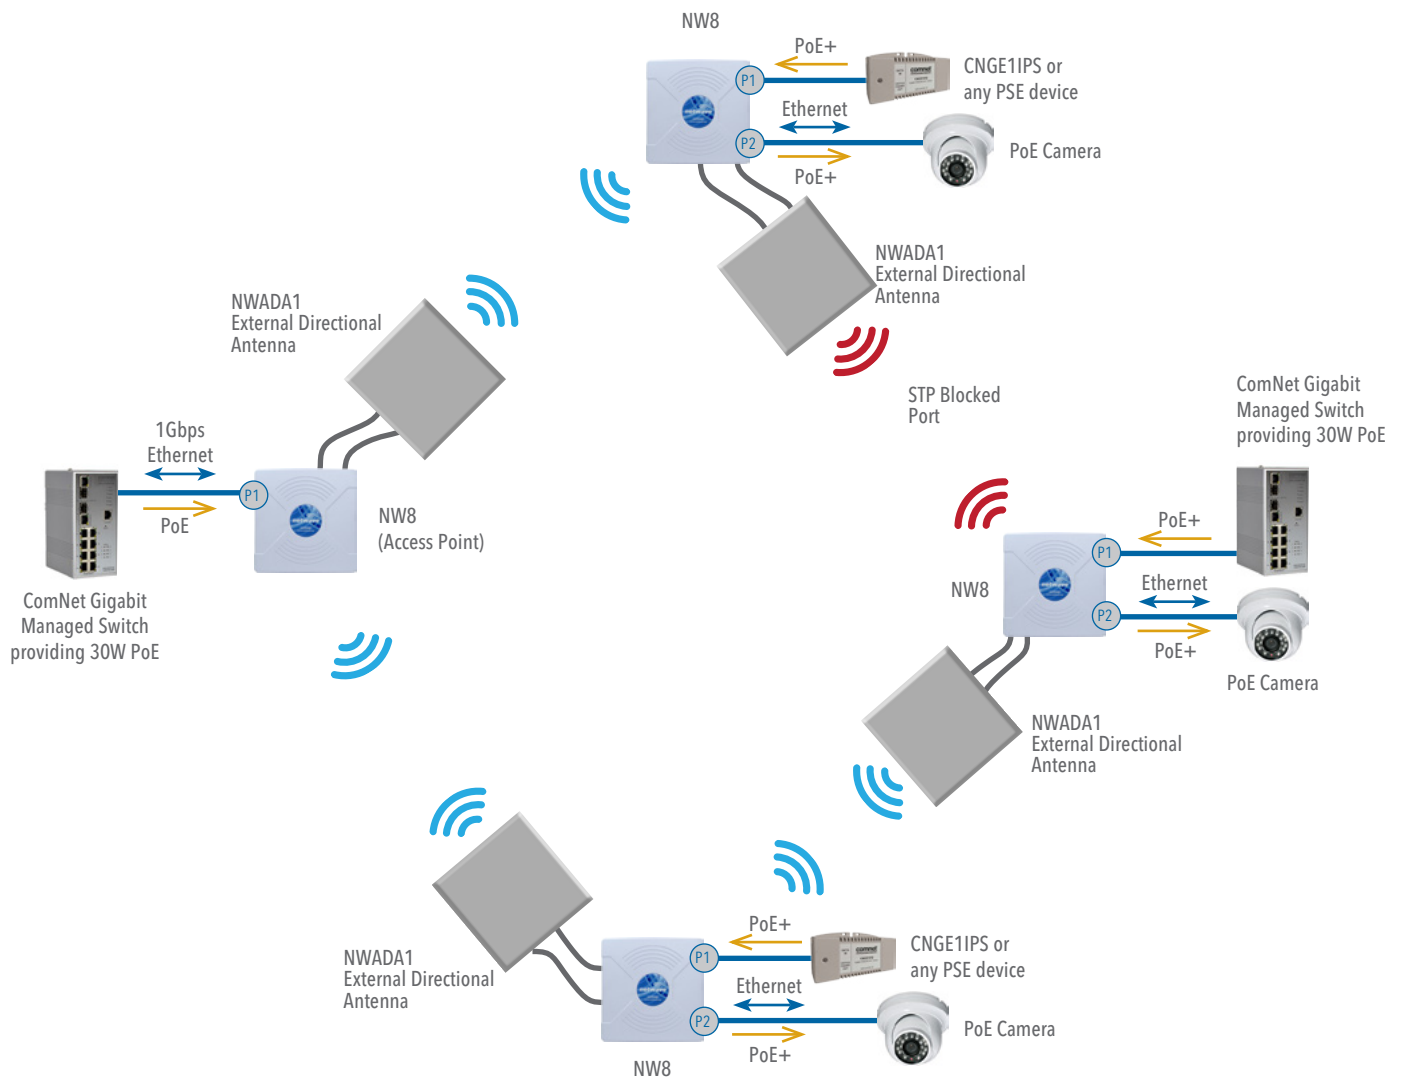 NW8
PoE+
P1
CNGE1IPS or
any PSE device
Ethernet
P2
PoE+
PoE Camera
NWADA1
External Directional
Antenna
NWADA1
External Directional
Antenna
STP Blocked
Port
1Gbps
Ethernet
P1
PoE
NW8
(Access Point)
ComNet Gigabit
Managed Switch
providing 30W PoE
ComNet Gigabit
Managed Switch
providing 30W PoE
PoE+
P1
NW8
Ethernet
P2
PoE+
PoE Camera
NWADA1
External Directional
Antenna
NWADA1
External Directional
Antenna
PoE+
P1
comnet
CNGE1IPS or
any PSE device
Ethernet
P2
PoE+
PoE Camera
NW8